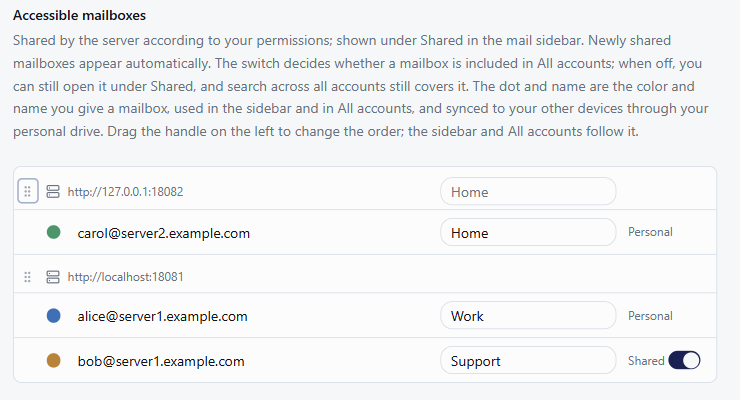 Accessible mailboxes
Shared by the server according to your permissions; shown under Shared in the mail sidebar. Newly shared
mailboxes appear automatically. The switch decides whether a mailbox is included in All accounts; when off, you
can still open it under Shared, and search across all accounts still covers it. The dot and name are the color and
name you give a mailbox, used in the sidebar and in All accounts, and synced to your other devices through your
personal drive. Drag the handle on the left to change the order; the sidebar and All accounts follow it.
http://127.0.0.1:18082 Home
carol@server2.example.com Home Personal
http://localhost:18081
alice@server1.example.com Work Personal
bob@server1.example.com Support Shared